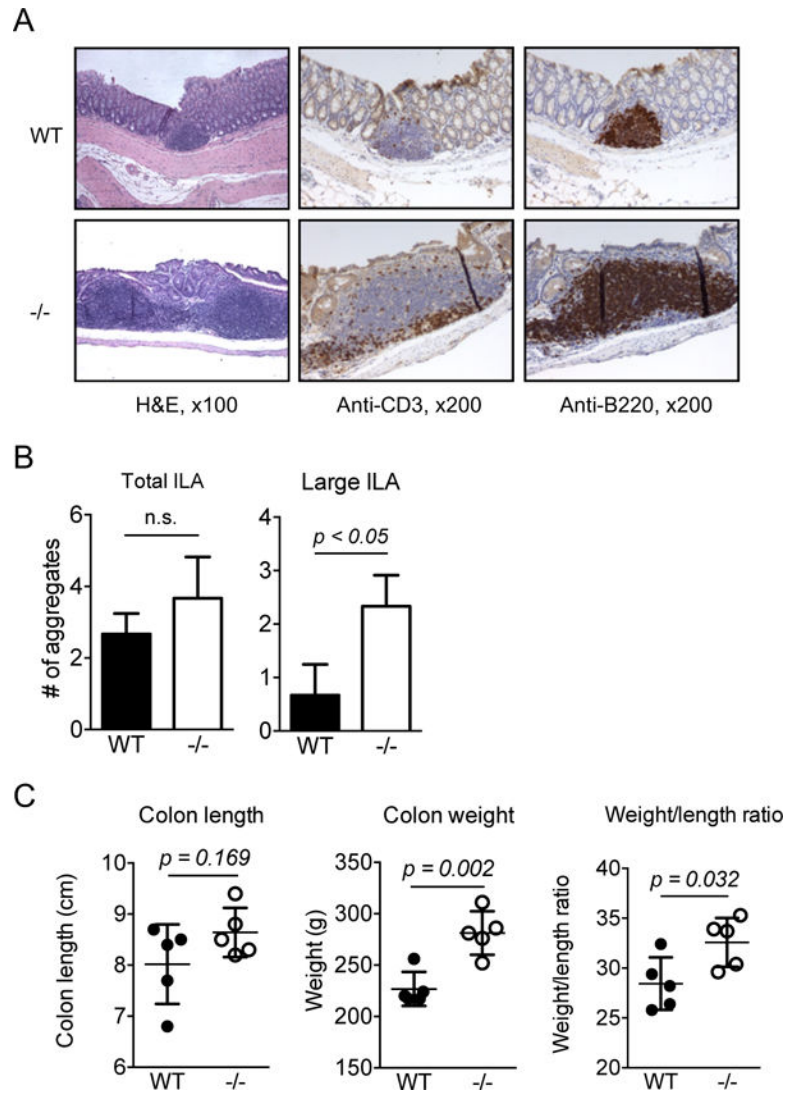 A
WT
-/-
H&E, x100
Anti-CD3, x200
Anti-B220, x200
B
Total ILA
Large ILA
n.s.
p < 0.05
# of aggregates
6
4
2
0
4
3
2
1
0
WT
-/-
WT
-/-
C
Colon length
Colon weight
Weight/length ratio
p = 0.169
p = 0.002
p = 0.032
Colon length (cm)
10
9
8
7
6
Weight (g)
350
300
250
200
150
Weight/length ratio
40
35
30
25
20
WT
-/-
WT
-/-
WT
-/-